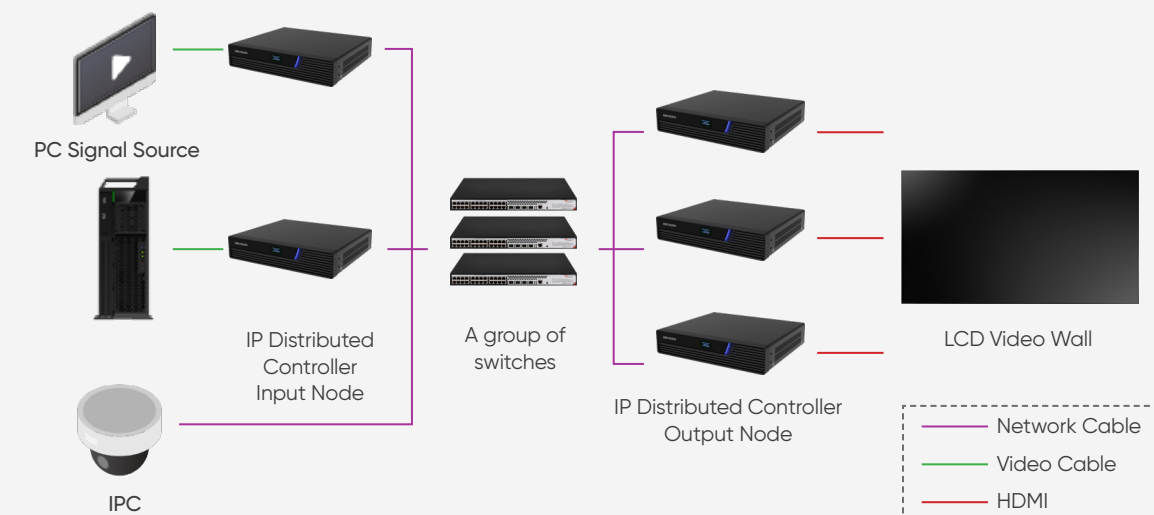 PC Signal Source
IP Distributed
Controller
Input Node
IPC
A group of
switches
IP Distributed Controller
Output Node
LCD Video Wall
Network Cable
Video Cable
HDMI